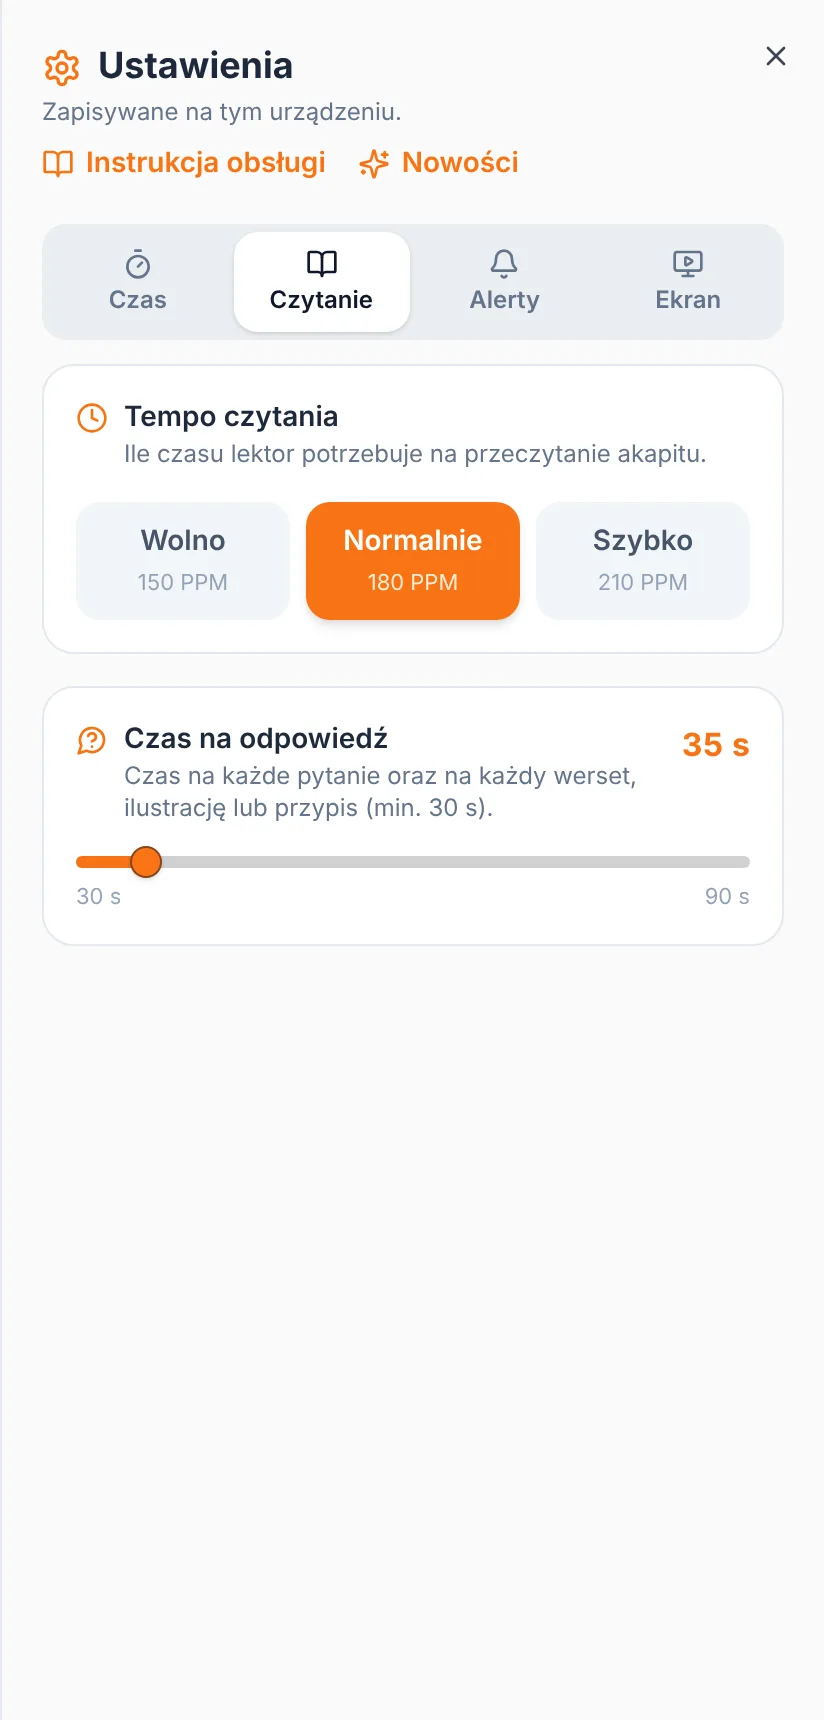 Ustawienia
Zapisywane na tym urządzeniu.
Instrukcja obsługi Nowości
Czas Czytanie Alerty Ekran
Tempo czytania
Ile czasu lektor potrzebuje na przeczytanie akapitu.
Wolno Normalnie Szybko
150 PPM 180 PPM 210 PPM
Czas na odpowiedź 35 s
Czas na każde pytanie oraz na każdy werset,
ilustrację lub przypis (min. 30 s).
30 s 90 s